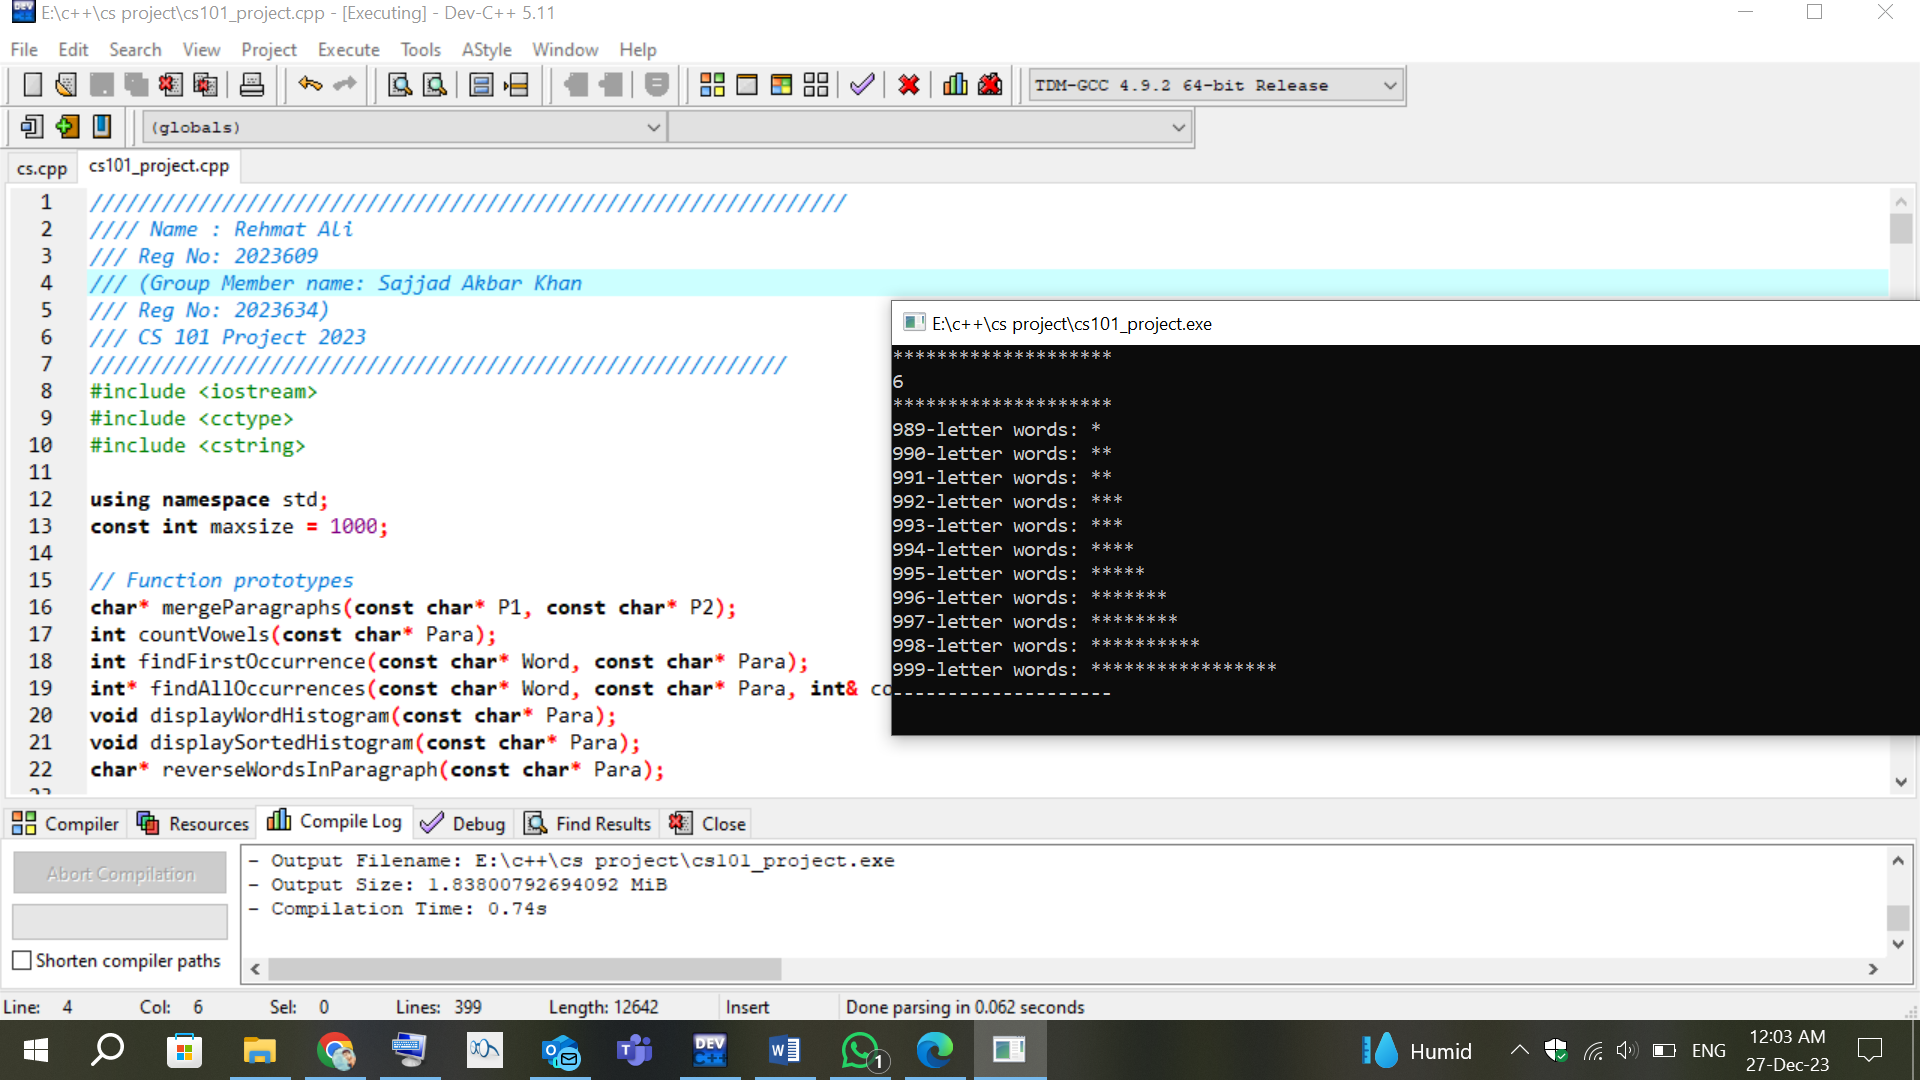 E:\c++\cs project\cs101_project.cpp - [Executing] - Dev-C++ 5.11
File Edit Search View Project Execute Tools AStyle Window Help
TDM-GCC 4.9.2 64-bit Release
(globals)
cs.cpp cs101_project.cpp
1 ///////////////////////////////////////////////////////////////
2 //// Name : Rehmat Ali
3 /// Reg No: 2023609
4 /// (Group Member name: Sajjad Akbar Khan
5 /// Reg No: 2023634)
6 /// CS 101 Project 2023
7 //////////////////////////////////////////////////////////
8 #include <iostream>
9 #include <cctype>
10 #include <cstring>
11
12 using namespace std;
13 const int maxsize = 1000;
14
15 // Function prototypes
16 char* mergeParagraphs(const char* P1, const char* P2);
17 int countVowels(const char* Para);
18 int findFirstOccurrence(const char* Word, const char* Para);
19 int* findAllOccurrences(const char* Word, const char* Para, int& co
20 void displayWordHistogram(const char* Para);
21 void displaySortedHistogram(const char* Para);
22 char* reverseWordsInParagraph(const char* Para);
E:\c++\cs project\cs101_project.exe
********************
6
********************
989-letter words: *
990-letter words: **
991-letter words: **
992-letter words: ***
993-letter words: ***
994-letter words: ****
995-letter words: *****
996-letter words: *******
997-letter words: ********
998-letter words: **********
999-letter words: *****************
--------------------
Compiler Resources Compile Log Debug Find Results Close
Abort Compilation
Shorten compiler paths
- Output Filename: E:\c++\cs project\cs101_project.exe
- Output Size: 1.83800792694092 MiB
- Compilation Time: 0.74s
Line: 4 Col: 6 Sel: 0 Lines: 399 Length: 12642 Insert Done parsing in 0.062 seconds
DEV C++ 1 Humid ENG 12:03 AM
27-Dec-23